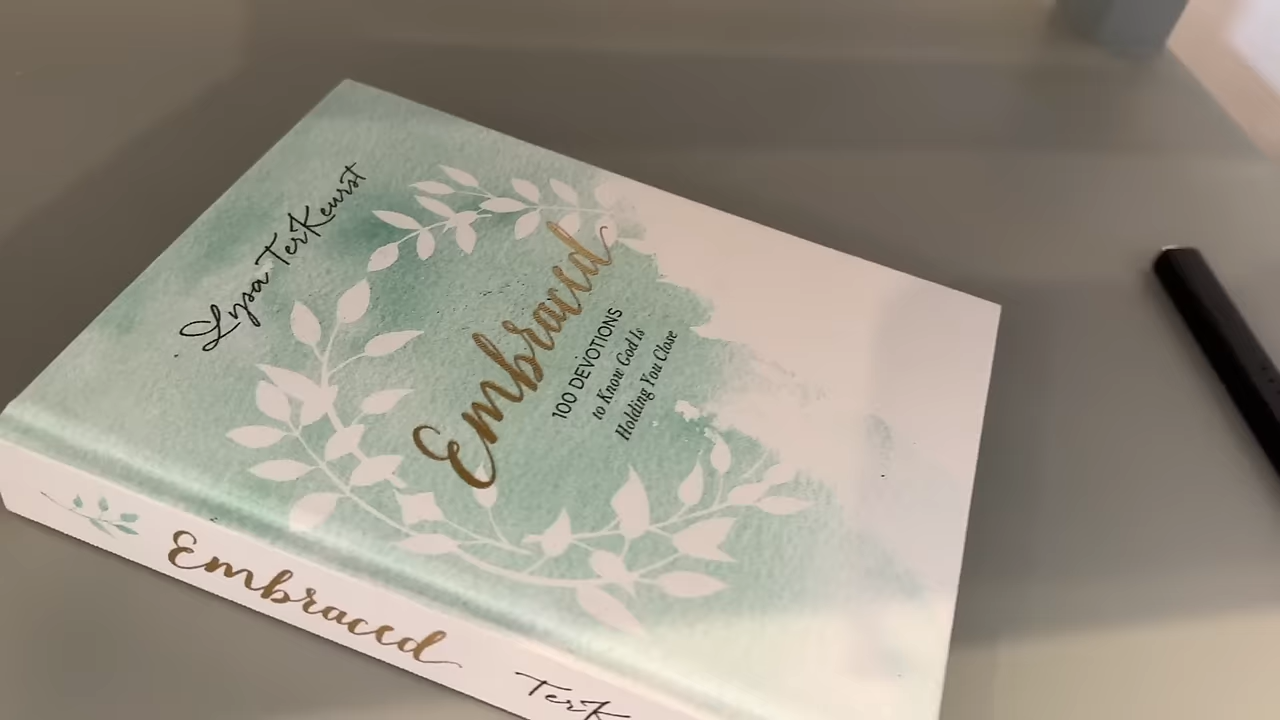 Lysa TerKeurst
Embraced
100 DEVOTIONS
to Know God Is
Holding You Close
Embraced
TerK